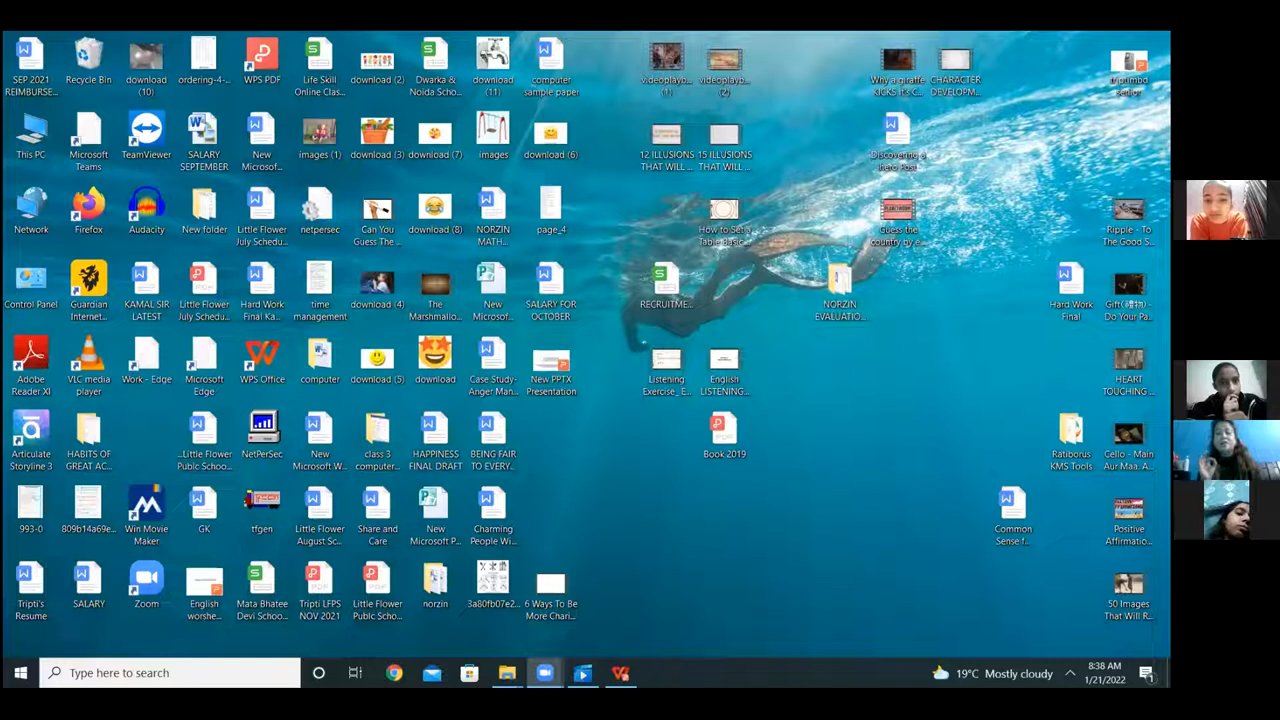 SEP 2021
REIMBURSE...
Recycle Bin
download
(10)
ordering-4-...
WPS PDF
Life Skill
Online Clas...
download (2)
Dwarka &
Noida Scho...
download
(11)
computer
sample paper
videoplayb...
(1)
videoplayb...
(2)
Why a giraffe
KICKS it's C...
CHARACTER
DEVELOPM...
This PC
Microsoft
Teams
TeamViewer
SALARY
SEPTEMBER
New
Microsof...
images (1)
download (3)
download (7)
images
download (6)
12 ILLUSIONS
THAT WILL ...
15 ILLUSIONS
THAT WILL ...
Discovering a
hero Post
Network
Firefox
Audacity
New folder
Little Flower
July Schedu...
netpersec
Can You
Guess The ...
download (8)
NORZIN
MATH...
page_4
How to Set a
Table Basic...
Guess the
country by e...
Ripple - To
The Good S...
Control Panel
Guardian
Internet...
KAMAL SIR
LATEST
Little Flower
July Schedu...
Hard Work
Final Ka...
time
management
download (4)
The
Marshmallo...
New
Microsof...
SALARY FOR
OCTOBER
RECRUITME...
NORZIN
EVALUATIO...
Hard Work
Final
Gift(禮物) -
Do Your Pa...
Adobe
Reader XI
VLC media
player
Work - Edge
Microsoft
Edge
WPS Office
computer
download (5)
download
Case Study-
Anger Man...
New PPTX
Presentation
Listening
Exercise_ E...
English
LISTENING...
HEART
TOUCHING ...
Articulate
Storyline 3
HABITS OF
GREAT AC...
...Little Flower
Public Schoo...
NetPerSec
New
Microsoft W...
class 3
computer...
HAPPINESS
FINAL DRAFT
BEING FAIR
TO EVERY...
Book 2019
Ratiborus
KMS Tools
Cello - Main
Aur Maa. A...
993-0
809b14a69e...
Win Movie
Maker
GK
tfgen
Little Flower
August Sc...
Share and
Care
New
Microsoft P...
Charming
People Wi...
Common
Sense f...
Positive
Affirmatio...
Tripti's
Resume
SALARY
Zoom
English
worshe...
Mata Bhatee
Devi Schoo...
Tripti LFPS
NOV 2021
Little Flower
Public Scho...
norzin
3a80fb07e2...
6 Ways To Be
More Chari...
50 Images
That Will R...
Type here to search
19°C Mostly cloudy
8:38 AM
1/21/2022